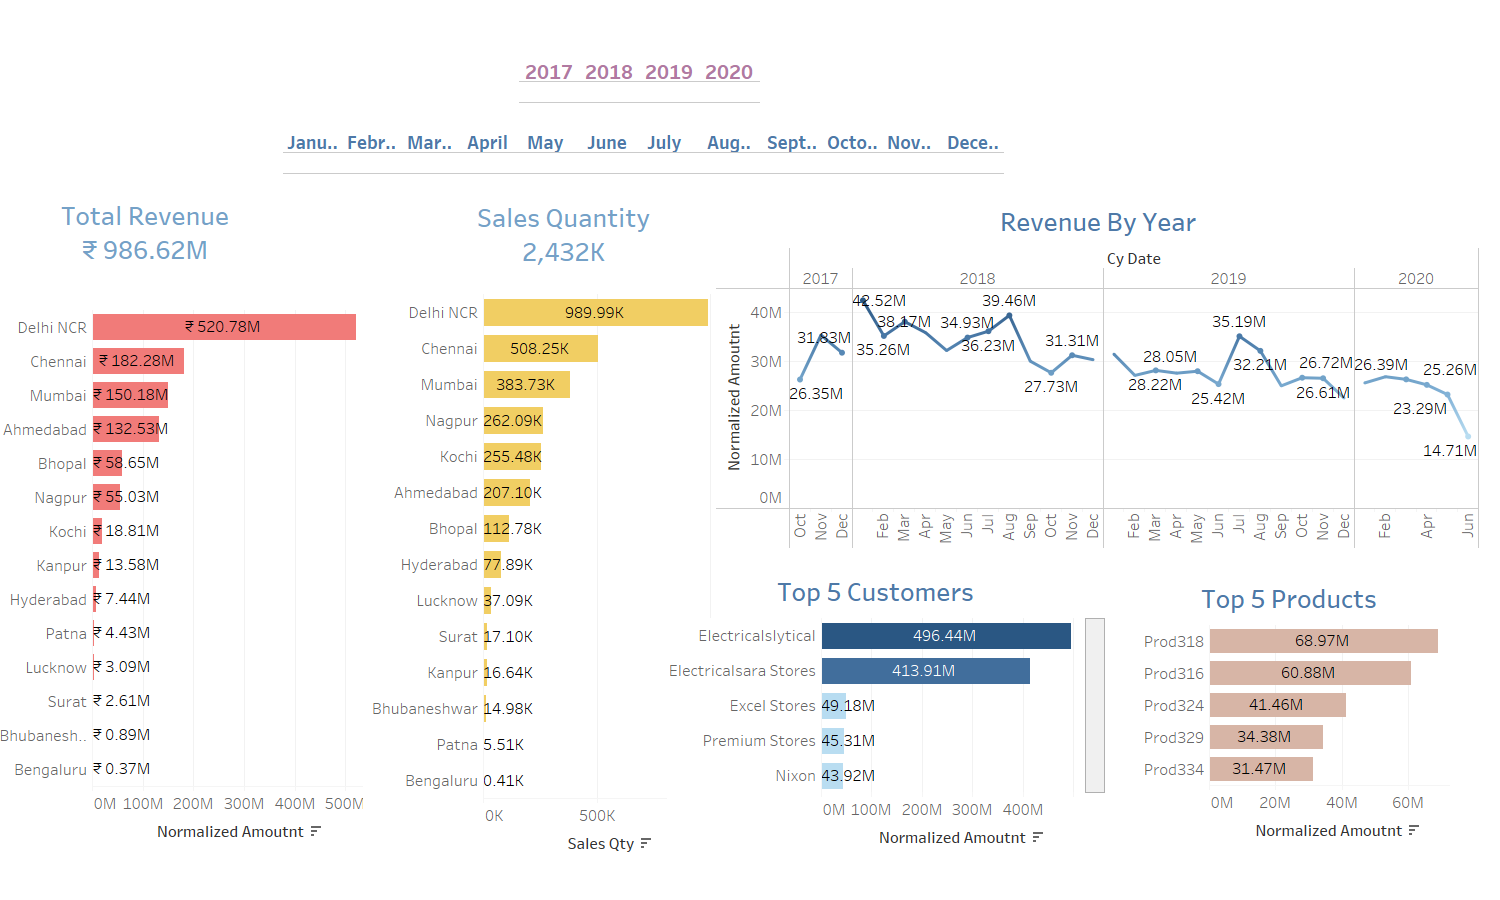 2017 2018 2019 2020
Janu.. Febr.. Mar.. April May June July Aug.. Sept.. Octo.. Nov.. Dece..
Total Revenue
₹ 986.62M
Delhi NCR ₹ 520.78M
Chennai ₹ 182.28M
Mumbai ₹ 150.18M
Ahmedabad ₹ 132.53M
Bhopal ₹ 58.65M
Nagpur ₹ 55.03M
Kochi ₹ 18.81M
Kanpur ₹ 13.58M
Hyderabad ₹ 7.44M
Patna ₹ 4.43M
Lucknow ₹ 3.09M
Surat ₹ 2.61M
Bhubanesh.. ₹ 0.89M
Bengaluru ₹ 0.37M
0M 100M 200M 300M 400M 500M
Normalized Amoutnt
Sales Quantity
2,432K
Delhi NCR 989.99K
Chennai 508.25K
Mumbai 383.73K
Nagpur 262.09K
Kochi 255.48K
Ahmedabad 207.10K
Bhopal 112.78K
Hyderabad 77.89K
Lucknow 37.09K
Surat 17.10K
Kanpur 16.64K
Bhubaneshwar 14.98K
Patna 5.51K
Bengaluru 0.41K
0K 500K
Sales Qty
Revenue By Year
Cy Date
2017 2018 2019 2020
Normalized Amoutnt
40M
30M
20M
10M
0M
26.35M 31.83M 42.52M 35.26M 38.17M 34.93M 36.23M 39.46M 27.73M 31.31M
28.22M 28.05M 25.42M 35.19M 32.21M 26.61M 26.72M
26.39M 23.29M 25.26M 14.71M
Oct Nov Dec Feb Mar Apr May Jun Jul Aug Sep Oct Nov Dec Feb Mar Apr May Jun Jul Aug Sep Oct Nov Dec Feb Apr Jun
Top 5 Customers
Electricalslytical 496.44M
Electricalsara Stores 413.91M
Excel Stores 49.18M
Premium Stores 45.31M
Nixon 43.92M
0M 100M 200M 300M 400M
Normalized Amoutnt
Top 5 Products
Prod318 68.97M
Prod316 60.88M
Prod324 41.46M
Prod329 34.38M
Prod334 31.47M
0M 20M 40M 60M
Normalized Amoutnt